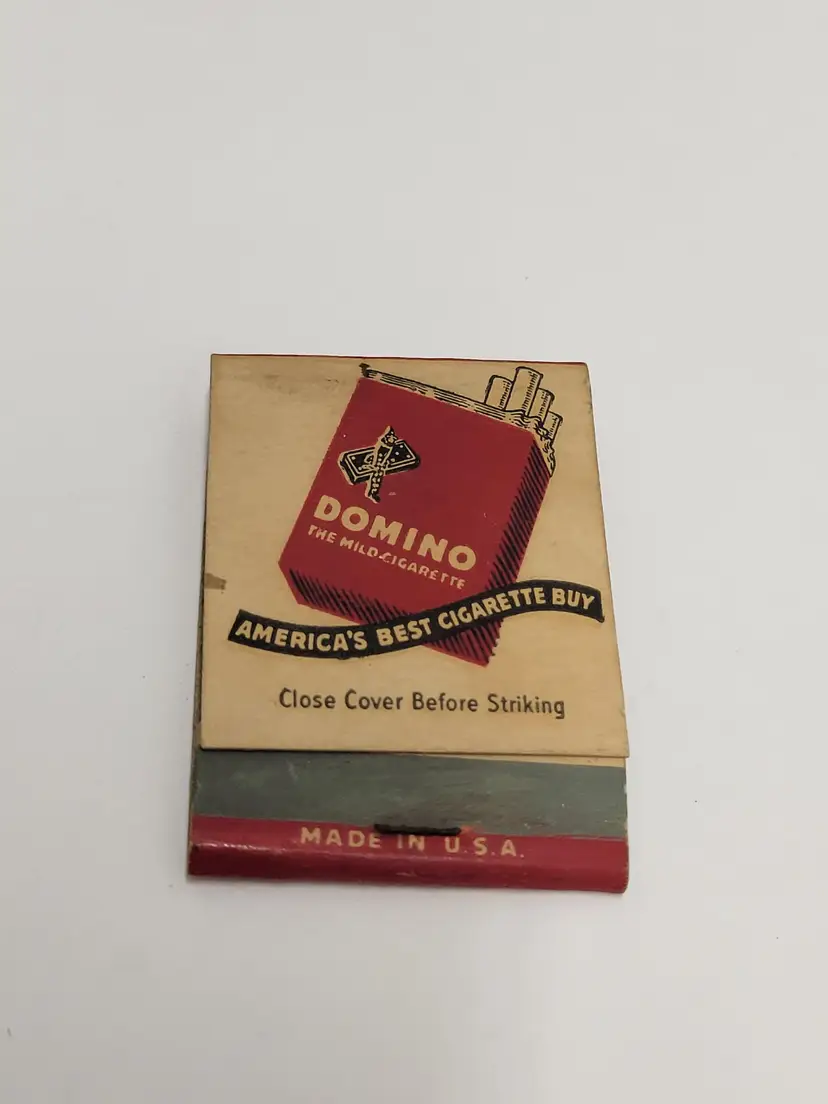 DOMINO
THE MILD CIGARETTE
AMERICA'S BEST CIGARETTE BUY
Close Cover Before Striking
MADE IN U.S.A.